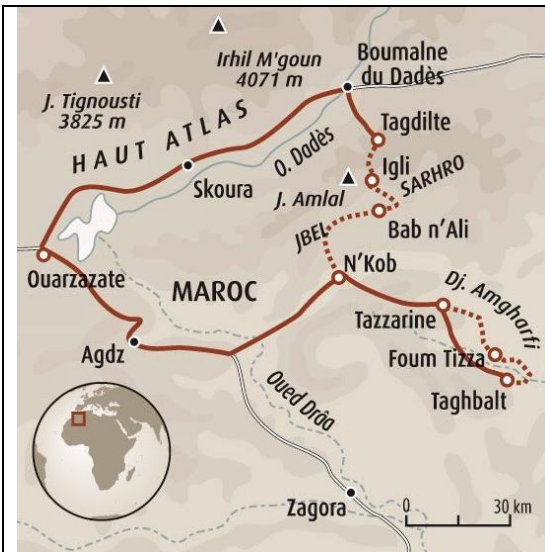 Irhil M'goun
4071 m
J. Tignousti
3825 m
HAUT ATLAS
Boumalne
du Dadès
Tagdilte
O. Dadès
Igli
SARHRO
Skoura
J. Amlal
Bab n'Ali
JBEL
N'Kob
Ouarzazate
MAROC
Dj. Amgharfi
Tazzarine
Agdz
Foum Tizza
Taghbalt
Oued Drâa
Zagora
0 30 km